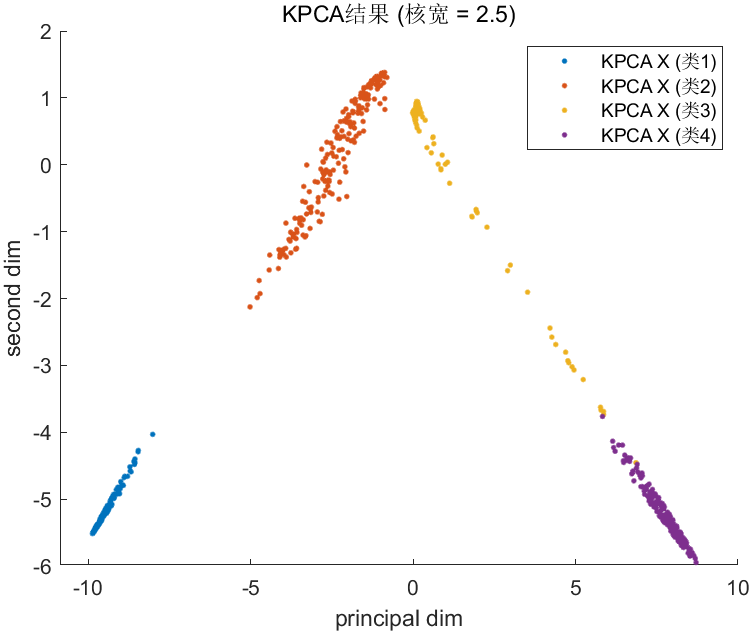 KPCA结果 (核宽 = 2.5)
KPCA X (类1)
KPCA X (类2)
KPCA X (类3)
KPCA X (类4)
2
1
0
-1
-2
-3
-4
-5
-6
second dim
-10
-5
0
5
10
principal dim